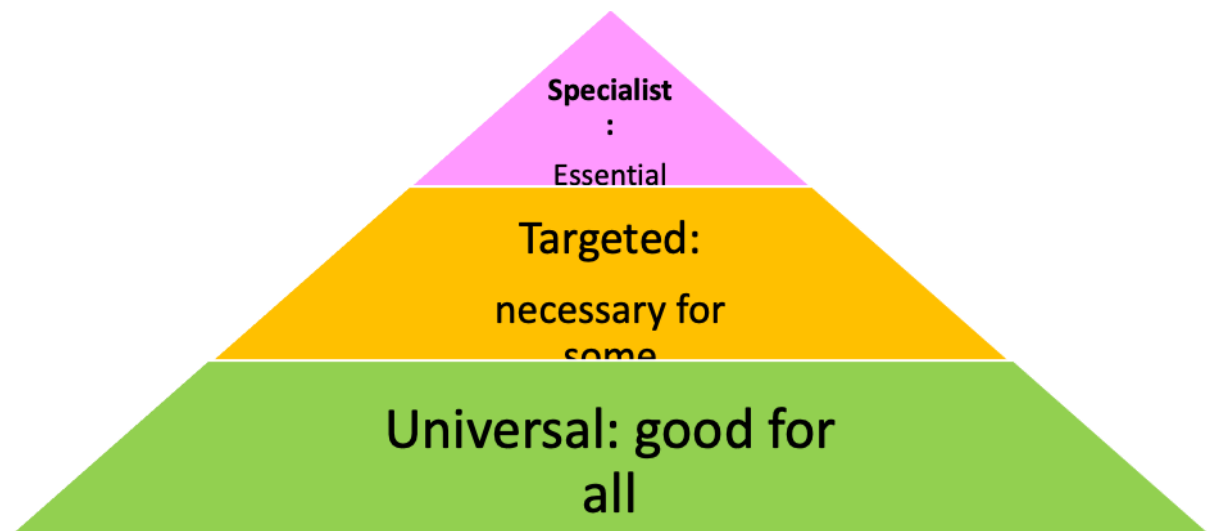 Specialist
:
Essential
Targeted:
necessary for
some
Universal: good for
all